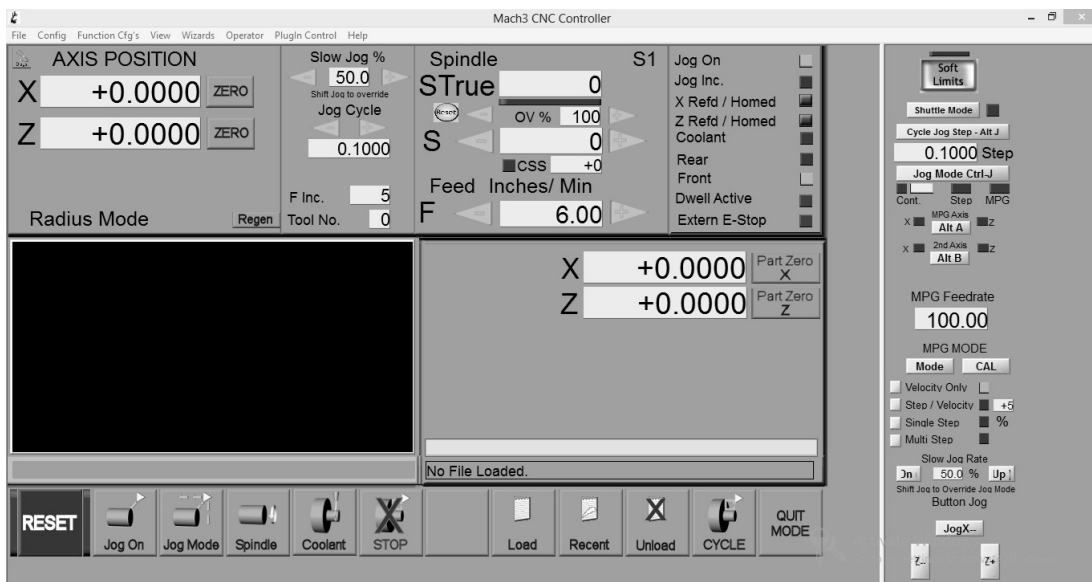 Mach3 CNC Controller
File Config Function Cfg's View Wizards Operator PlugIn Control Help
AXIS POSITION
X +0.0000 ZERO
Z +0.0000 ZERO
Radius Mode Regen
Slow Jog %
50.0
Shift Jog to override
Jog Cycle
0.1000
F Inc. 5
Tool No. 0
Spindle S1
STrue 0
Reset OV % 100
S 0
CSS +0
Feed Inches/ Min
F 6.00
Jog On
Jog Inc.
X Refd / Homed
Z Refd / Homed
Coolant
Rear
Front
Dwell Active
Extern E-Stop
X +0.0000 Part Zero X
Z +0.0000 Part Zero Z
No File Loaded.
RESET
Jog On
Jog Mode
Spindle
Coolant
STOP
Load
Recent
Unload
CYCLE
QUIT MODE
Soft
Limits
Shuttle Mode
Cycle Jog Step - Alt J
0.1000 Step
Jog Mode Ctrl-J
Cont. Step MPG
MPG Axis
X Alt A Z
2nd Axis
X Alt B Z
MPG Feedrate
100.00
MPG MODE
Mode CAL
Velocity Only
Step / Velocity +5
Single Step %
Multi Step
Slow Jog Rate
Dn 50.0 % Up
Shift Jog to Override Jog Mode
Button Jog
JogX--
Z-- Z+